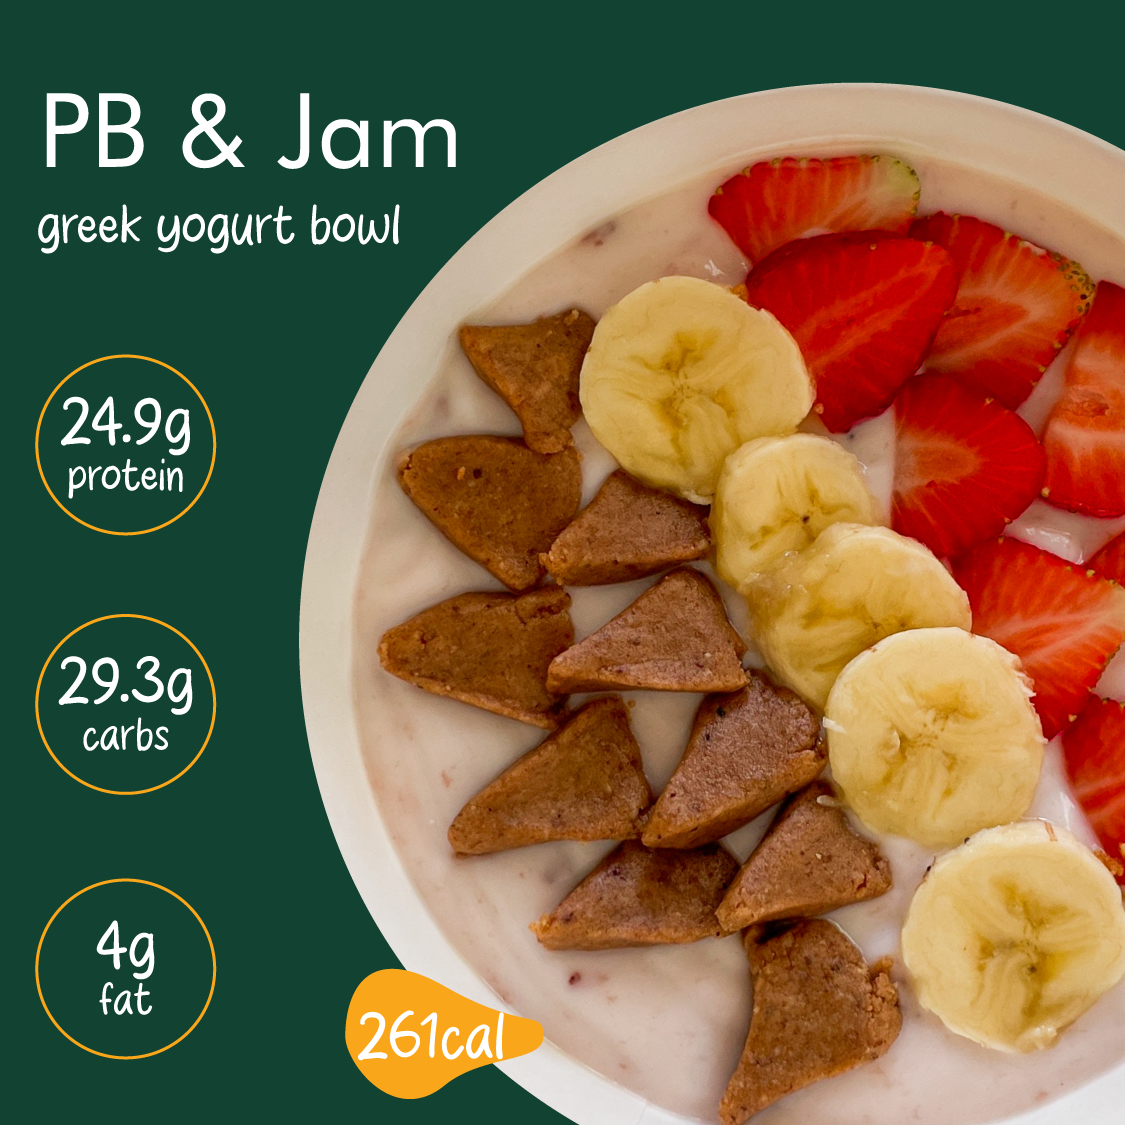 PB & Jam
greek yogurt bowl
24.9g
protein
29.3g
carbs
4g
fat
261cal